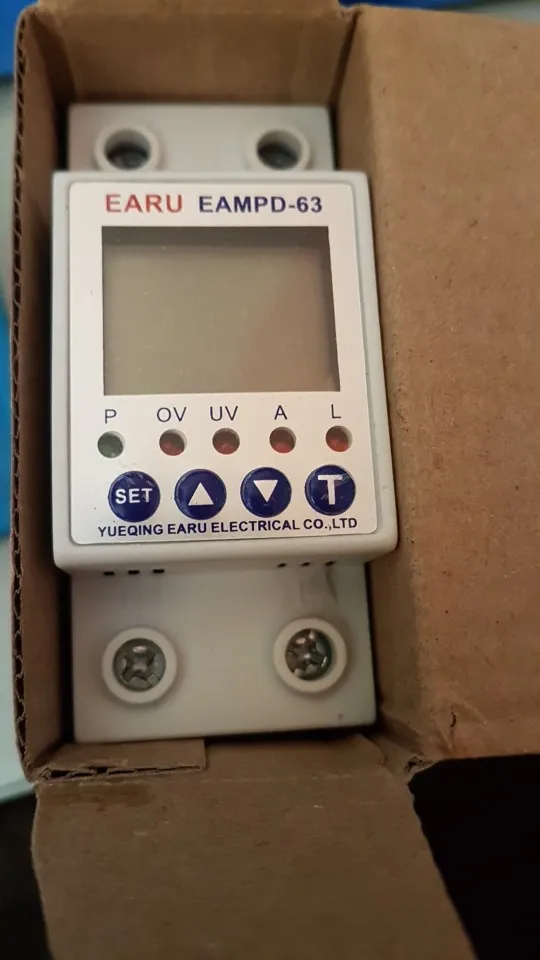 EARU EAMPD-63
P OV UV A L
SET T
YUEQING EARU ELECTRICAL CO.,LTD